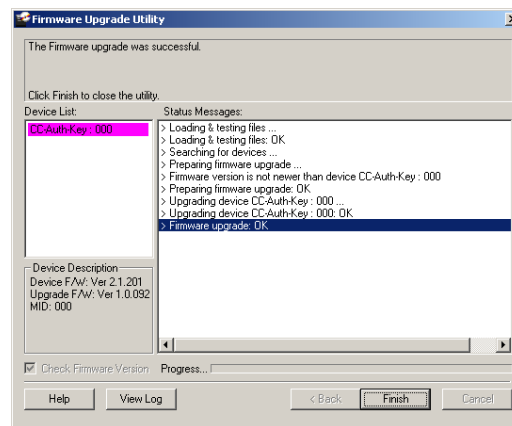 Firmware Upgrade Utility
The Firmware upgrade was successful.
Click Finish to close the utility.
Device List:
Status Messages:
CC-Auth-Key : 000
> Loading & testing files ...
> Loading & testing files: OK
> Searching for devices ...
> Preparing firmware upgrade ...
> Firmware version is not newer than device CC-Auth-Key : 000
> Preparing firmware upgrade: OK
> Upgrading device CC-Auth-Key : 000 ...
> Upgrading device CC-Auth-Key : 000: OK
> Firmware upgrade: OK
Device Description
Device F/W: Ver 2.1.201
Upgrade F/W: Ver 1.0.092
MID: 000
Check Firmware Version
Progress...
Help
View Log
< Back
Finish
Cancel